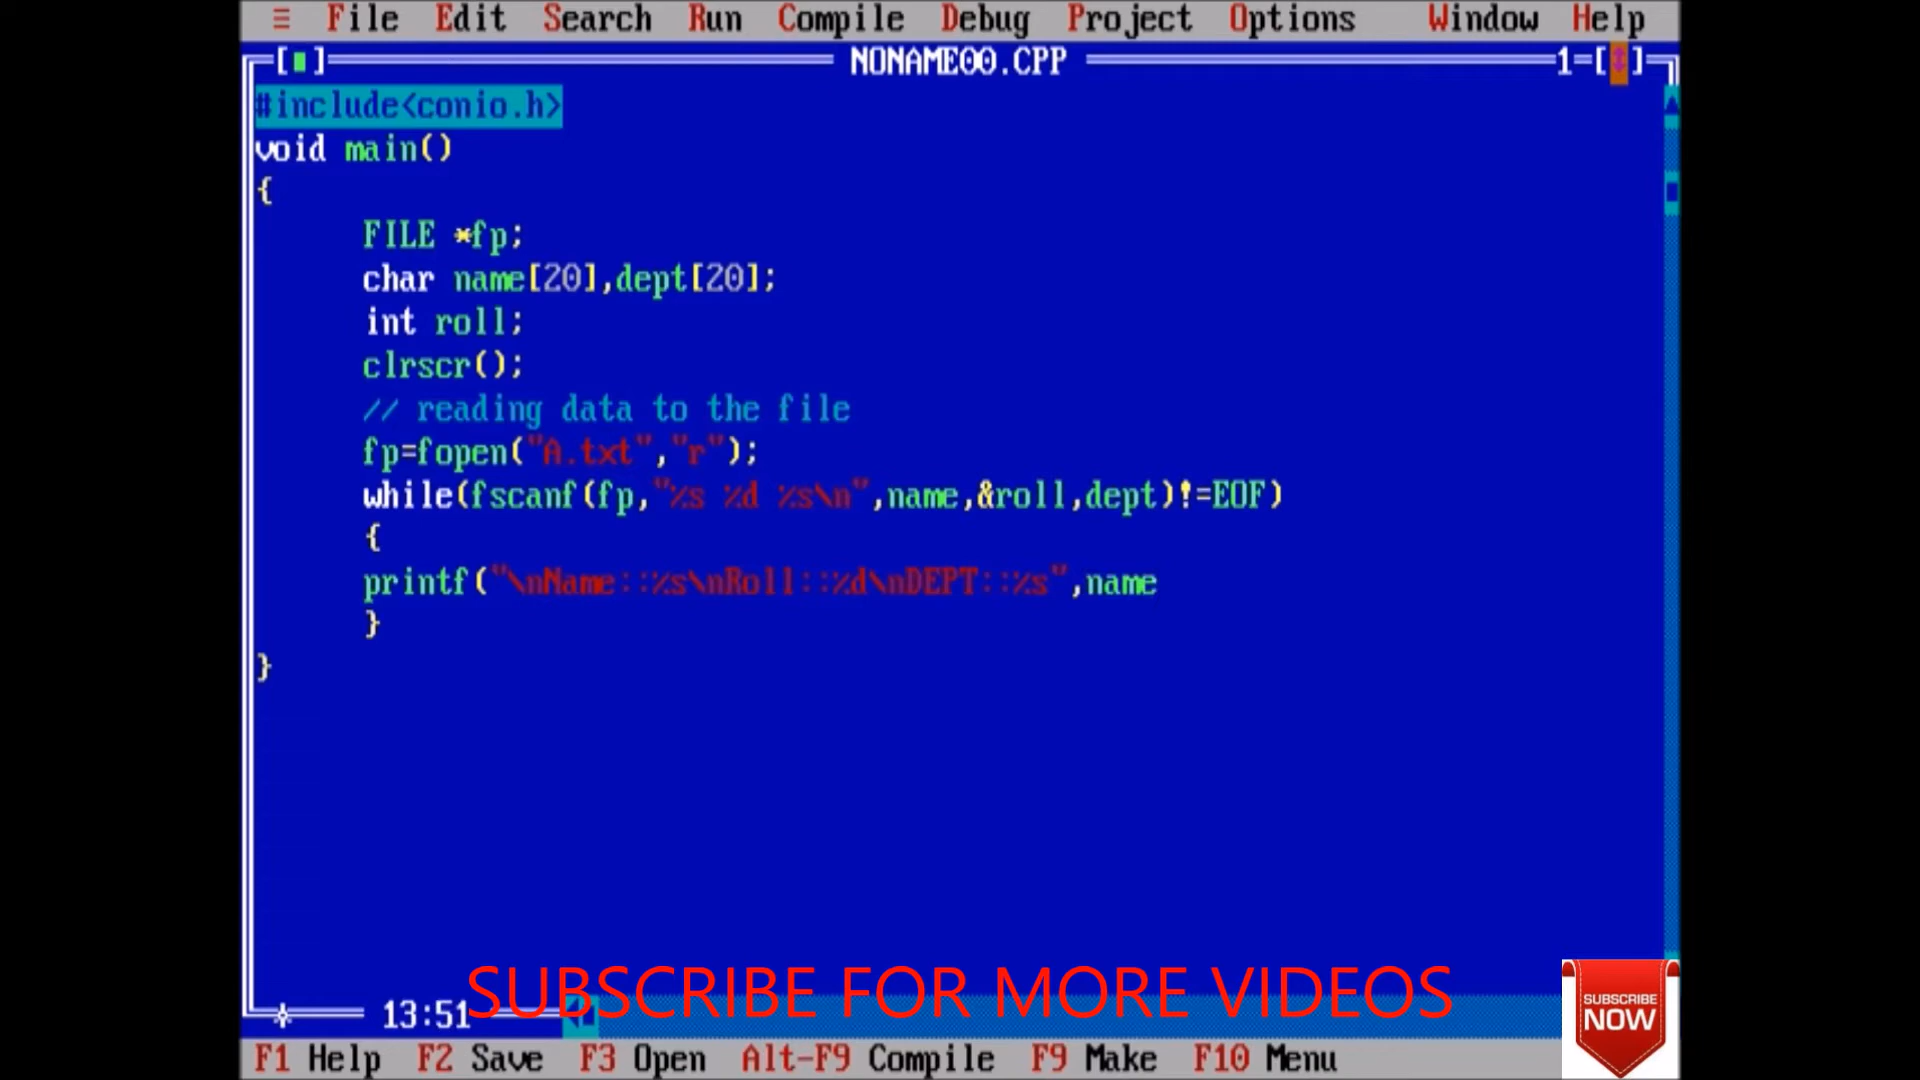 ≡ File Edit Search Run Compile Debug Project Options Window Help
[■] NONAME00.CPP 1=[↕]
#include<conio.h>
void main()
{
FILE *fp;
char name[20],dept[20];
int roll;
clrscr();
// reading data to the file
fp=fopen("A.txt","r");
while(fscanf(fp,"%s %d %s\n",name,&roll,dept)!=EOF)
{
printf("\nName::%s\nRoll::%d\nDEPT::%s",name
}
}
SUBSCRIBE FOR MORE VIDEOS
SUBSCRIBE
NOW
13:51
F1 Help F2 Save F3 Open Alt-F9 Compile F9 Make F10 Menu